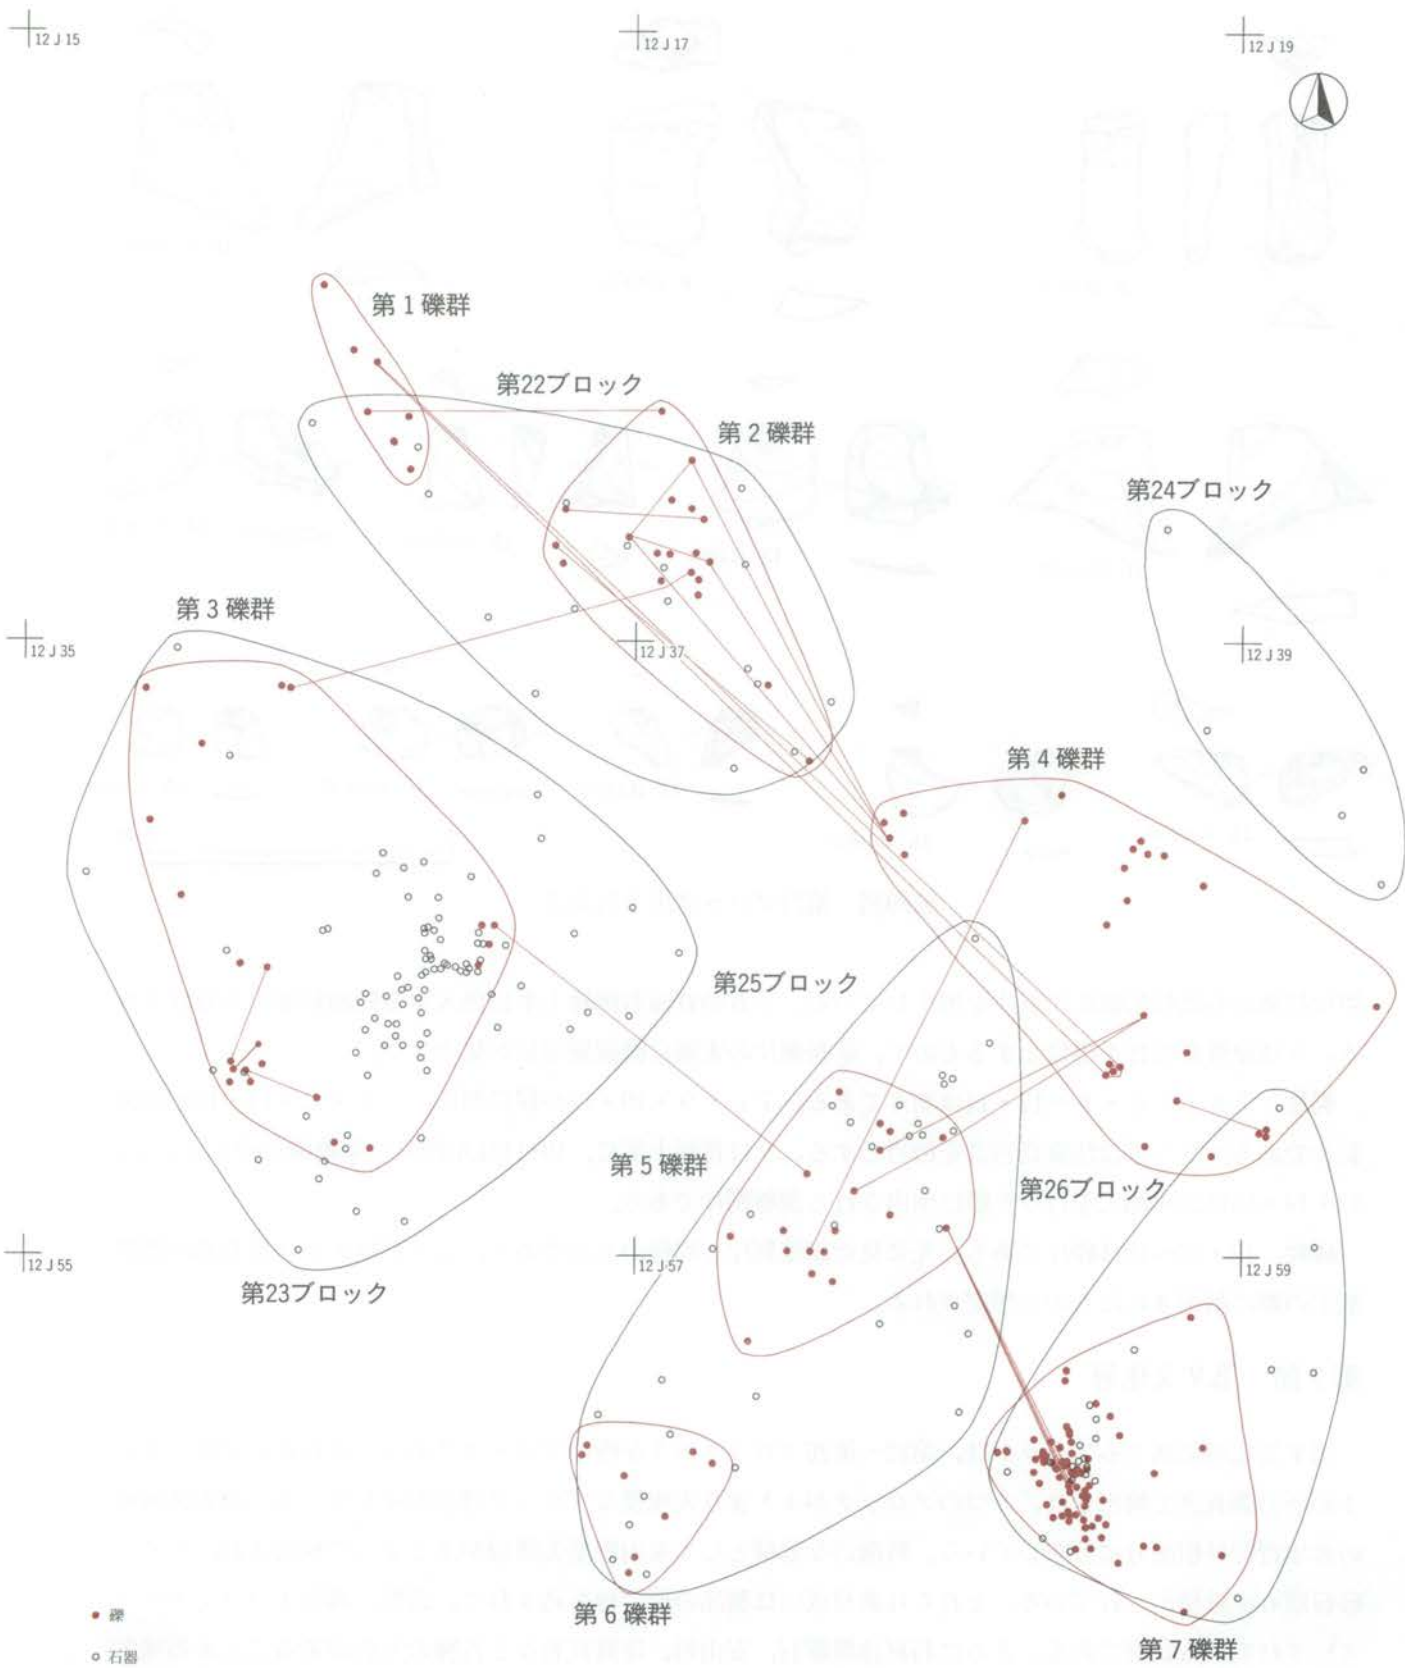 12 J 15
12 J 17
12 J 19
第 1 礫群
第22ブロック
第 2 礫群
第24ブロック
第 3 礫群
12 J 35
12 J 37
12 J 39
第 4 礫群
第25ブロック
第 5 礫群
第26ブロック
12 J 55
12 J 57
12 J 59
第23ブロック
第 6 礫群
第 7 礫群
礫
石器